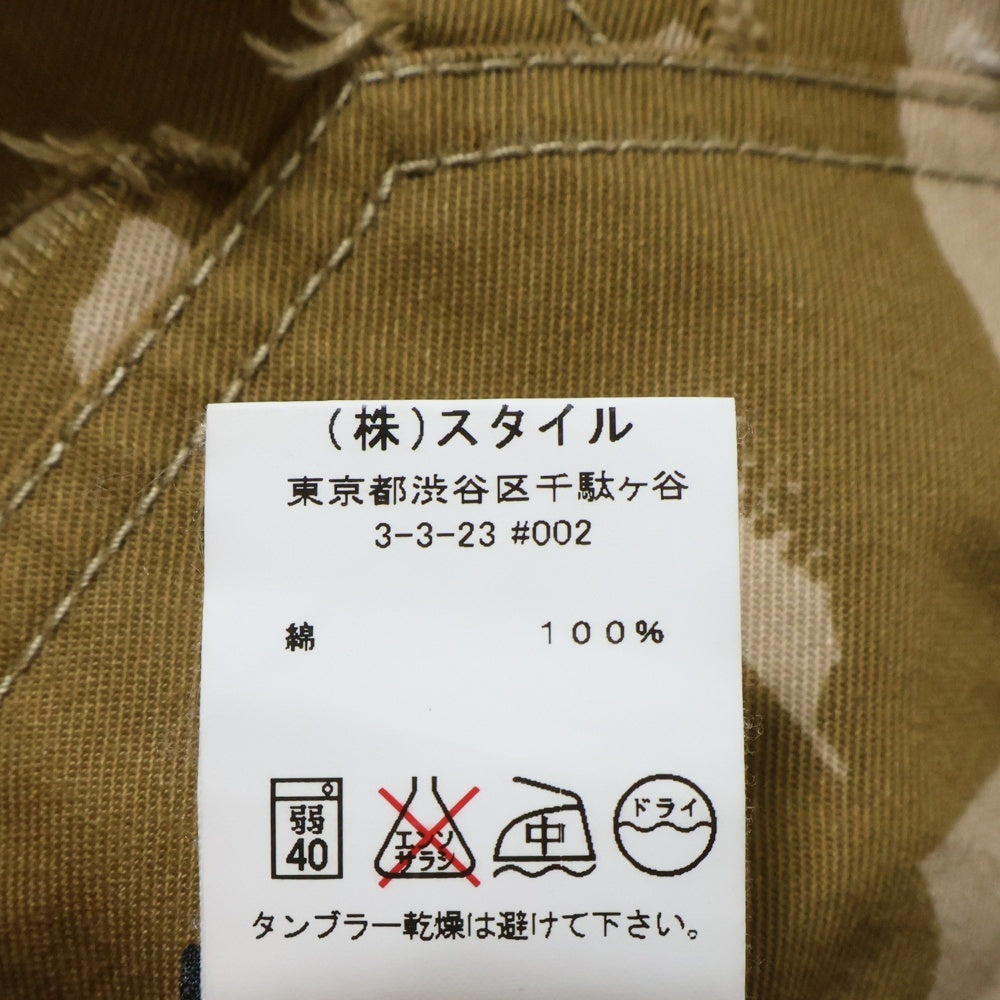 (株)スタイル
東京都渋谷区千駄ヶ谷
3-3-23 #002
綿 100%
弱
40
エンソ
サラシ
中
ドライ
タンブラー乾燥は避けて下さい。